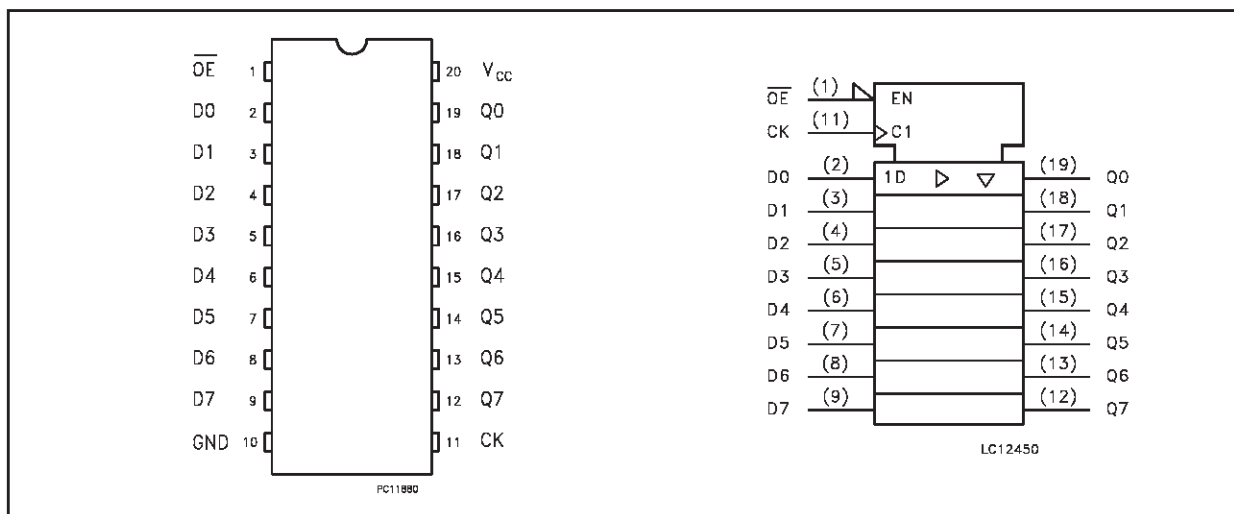 OE 1 20 VCC
D0 2 19 Q0
D1 3 18 Q1
D2 4 17 Q2
D3 5 16 Q3
D4 6 15 Q4
D5 7 14 Q5
D6 8 13 Q6
D7 9 12 Q7
GND 10 11 CK
PC11880
OE (1) EN
CK (11) C1
D0 (2) 1D (19) Q0
D1 (3) (18) Q1
D2 (4) (17) Q2
D3 (5) (16) Q3
D4 (6) (15) Q4
D5 (7) (14) Q5
D6 (8) (13) Q6
D7 (9) (12) Q7
LC12450